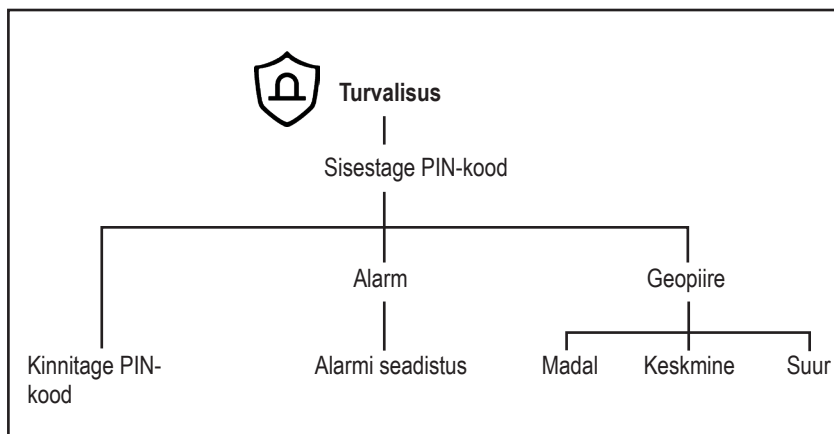 Turvalisus
Sisestage PIN-kood
Alarm
Geopiire
Kinnitage PIN-
kood
Alarmi seadistus
Madal
Keskmine
Suur